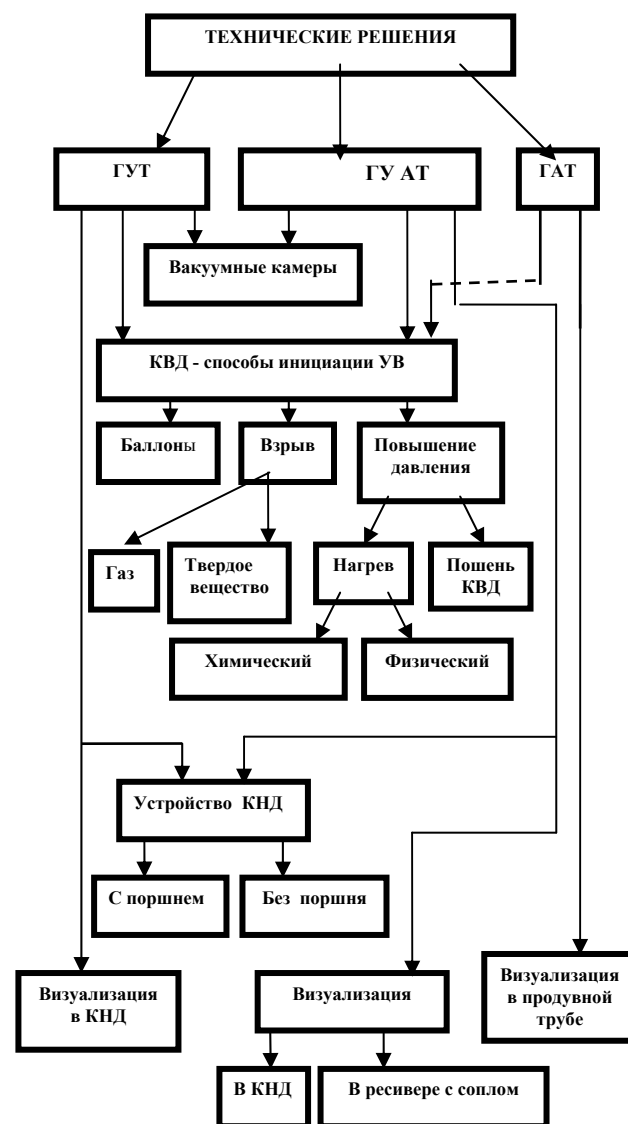 ТЕХНИЧЕСКИЕ РЕШЕНИЯ
ГУТ
ГУ АТ
ГАТ
Вакуумные камеры
КВД - способы инициации УВ
Баллоны
Взрыв
Повышение
давления
Газ
Твердое
вещество
Нагрев
Пошень
КВД
Химический
Физический
Устройство КНД
С поршнем
Без поршня
Визуализация
в КНД
Визуализация
Визуализация
в продувной
трубе
В КНД
В ресивере с соплом